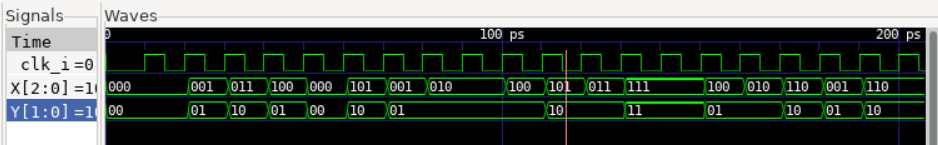 Signals Waves
Time 0 100 ps 200 ps
clk_i=0
X[2:0]=1 000 001 011 100 000 101 001 010 100 101 011 111 100 010 110 001 110
Y[1:0]=1 00 01 10 01 00 10 01 10 11 01 10 01 10